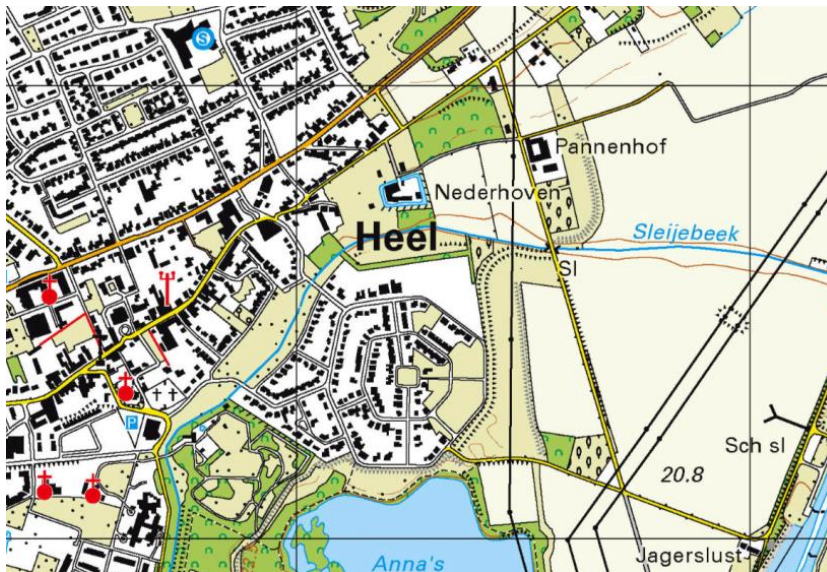 S
Pannenhof
Nederhoven
Heel
Sleijebeek
Sl
P
Sch sl
20.8
Jagerslust
Anna's